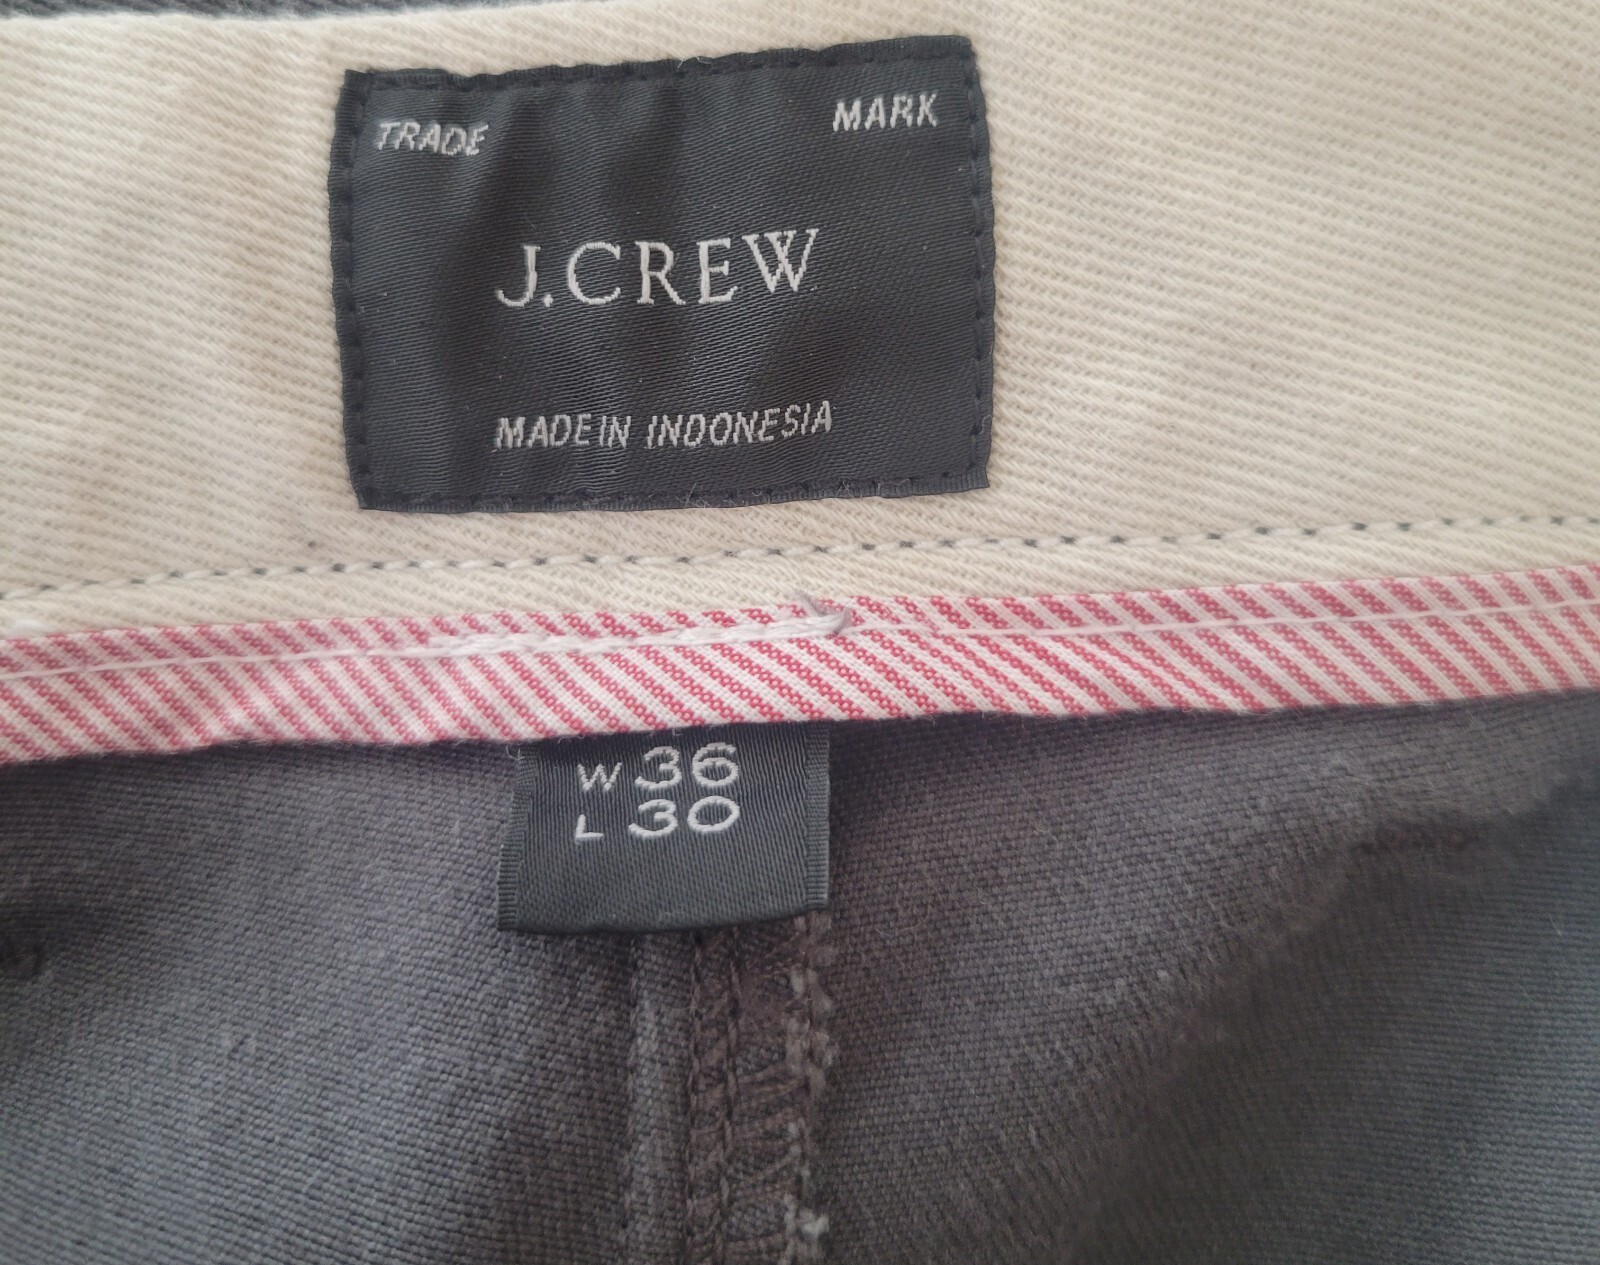 TRADE MARK
J.CREW
MADE IN INDONESIA
W 36
L 30